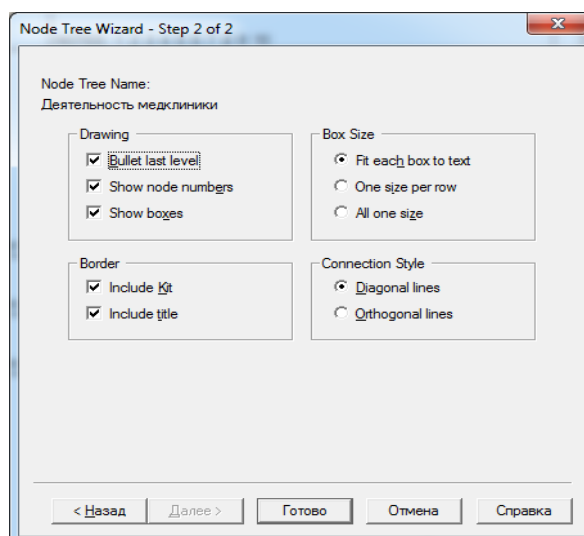 Node Tree Wizard - Step 2 of 2
Node Tree Name:
Деятельность медклиники
Drawing
Bullet last level
Show node numbers
Show boxes
Box Size
Fit each box to text
One size per row
All one size
Border
Include Kit
Include title
Connection Style
Diagonal lines
Orthogonal lines
< Назад Далее > Готово Отмена Справка